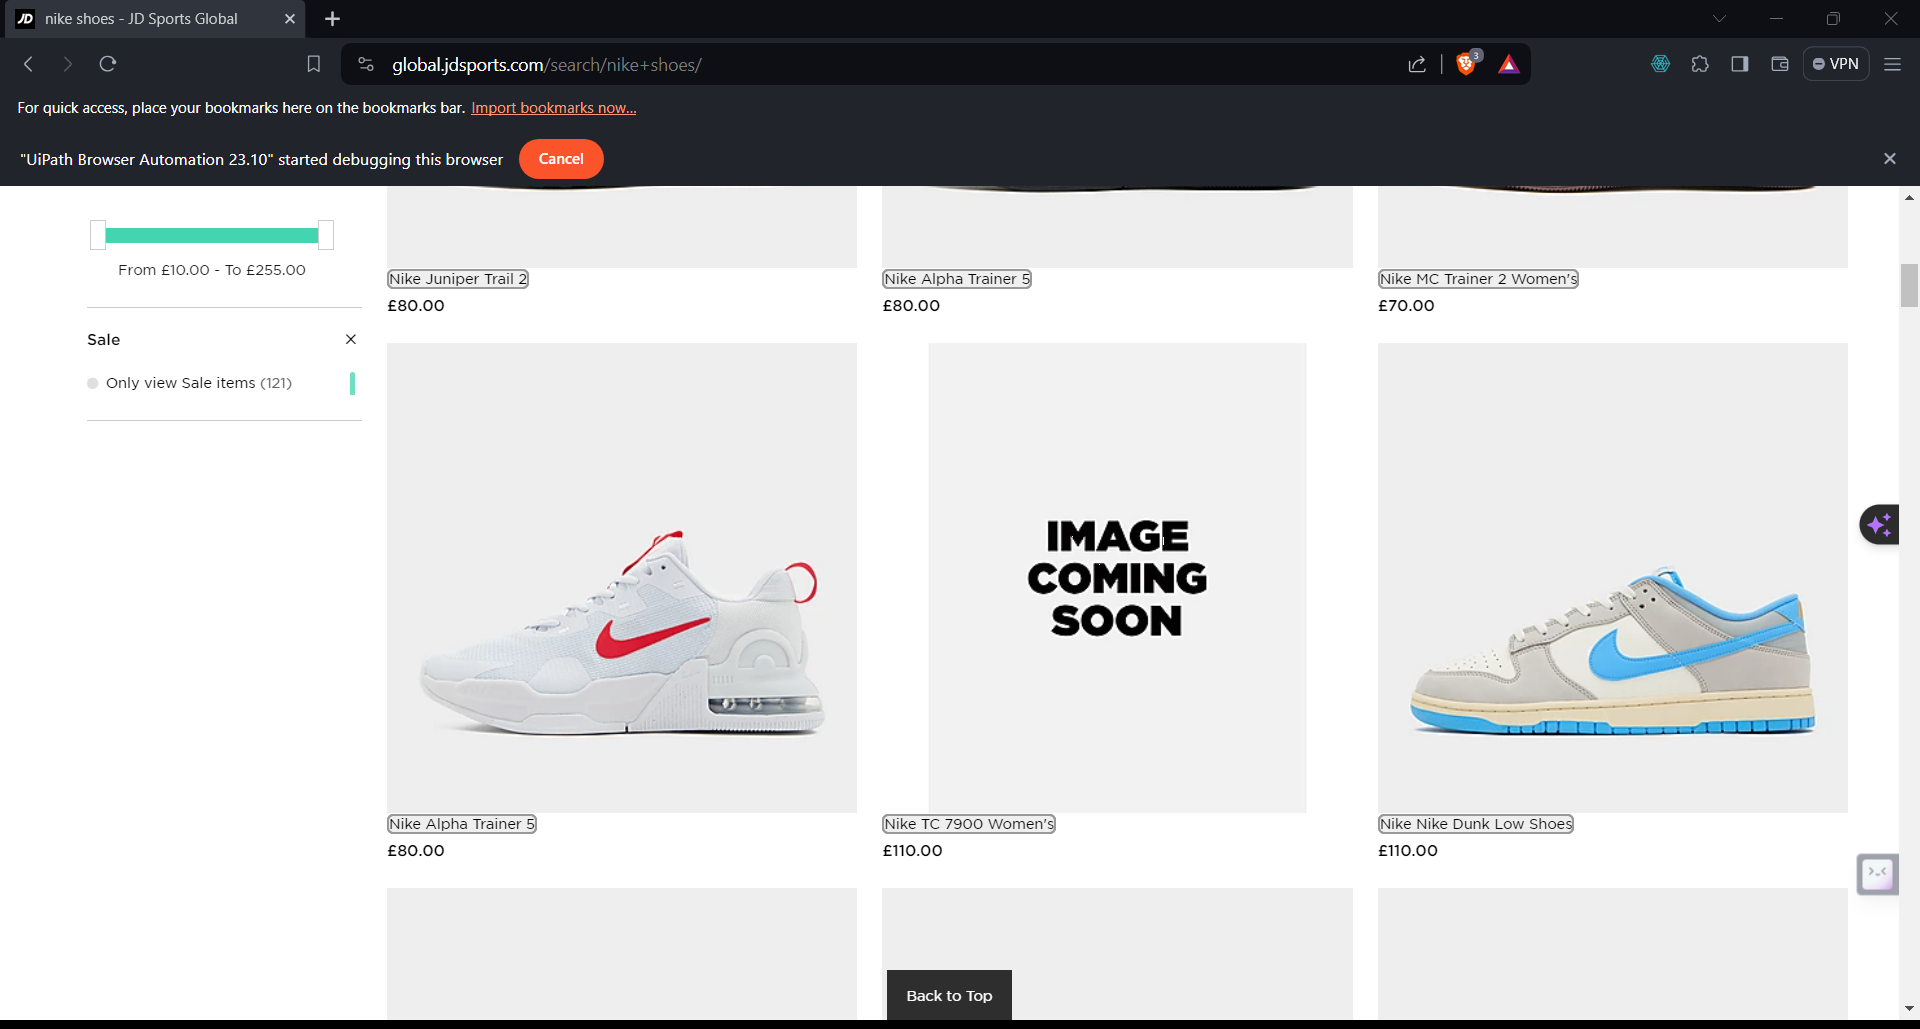 JD nike shoes - JD Sports Global
global.jdsports.com/search/nike+shoes/
3
VPN
For quick access, place your bookmarks here on the bookmarks bar. Import bookmarks now...
"UiPath Browser Automation 23.10" started debugging this browser
Cancel
From £10.00 - To £255.00
Sale
Only view Sale items (121)
Nike Juniper Trail 2
£80.00
Nike Alpha Trainer 5
£80.00
Nike MC Trainer 2 Women's
£70.00
IMAGE
COMING
SOON
Nike Alpha Trainer 5
£80.00
Nike TC 7900 Women's
£110.00
Nike Nike Dunk Low Shoes
£110.00
Back to Top